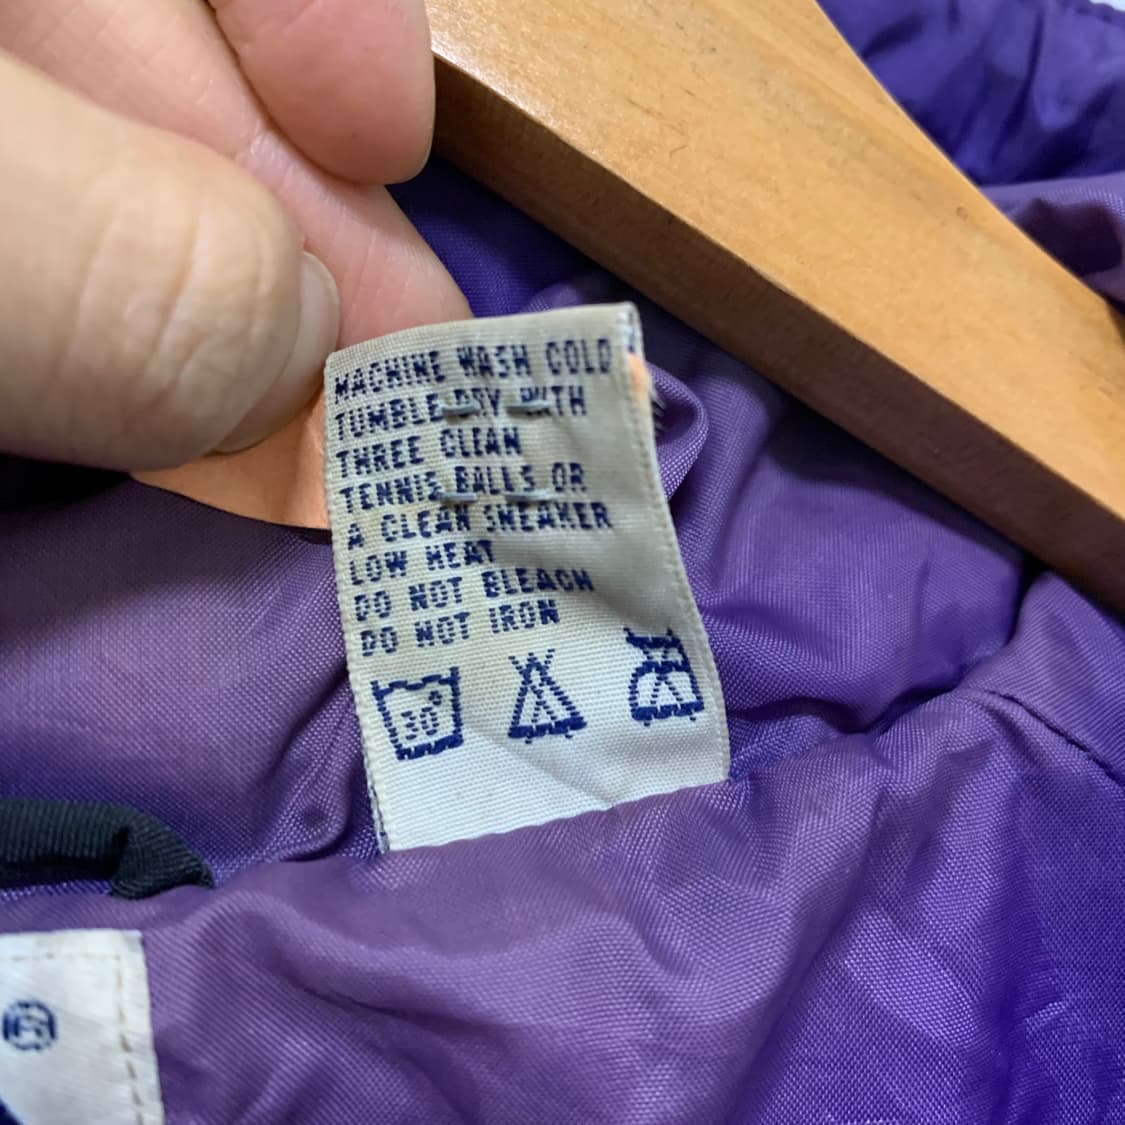 MACHINE WASH COLD
TUMBLE DRY WITH
THREE CLEAN
TENNIS BALLS OR
A CLEAN SNEAKER
LOW HEAT
DO NOT BLEACH
DO NOT IRON
30°
®